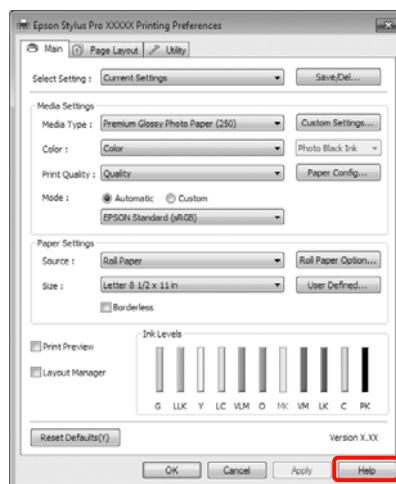 Epson Stylus Pro XXXXX Printing Preferences
Main Page Layout Utility
Select Setting : Current Settings Save/Del...
Media Settings
Media Type : Premium Glossy Photo Paper (250) Custom Settings...
Color : Color Photo Black Ink
Print Quality : Quality Paper Config...
Mode : Automatic Custom
EPSON Standard (sRGB)
Paper Settings
Source : Roll Paper Roll Paper Option...
Size : Letter 8 1/2 x 11 in User Defined...
Borderless
Ink Levels
Print Preview
Layout Manager
G LLK Y LC VLM O MK VM LK C PK
Reset Defaults(Y) Version X.XX
OK Cancel Apply Help